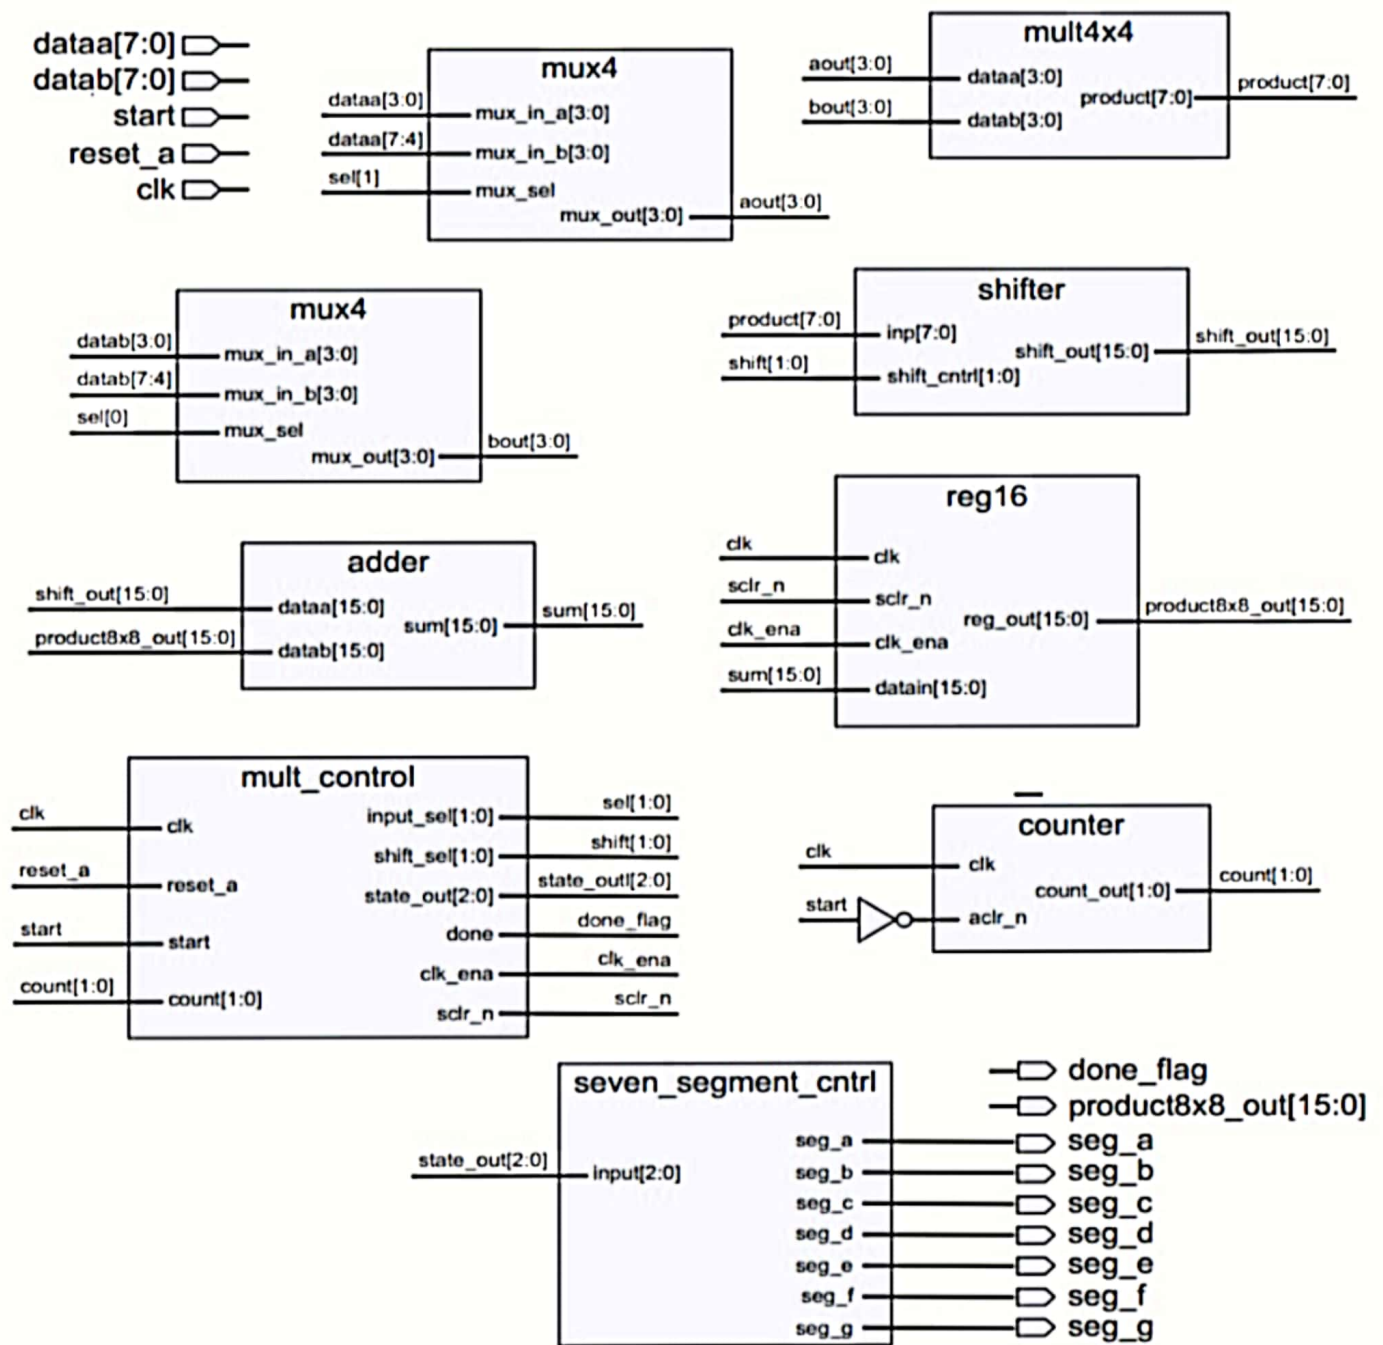 dataa[7:0]
datab[7:0]
start
reset_a
clk
mux4
dataa[3:0]
mux_in_a[3:0]
dataa[7:4]
mux_in_b[3:0]
sel[1]
mux_sel
mux_out[3:0]
aout[3:0]
mult4x4
aout[3:0]
dataa[3:0]
product[7:0]
product[7:0]
bout[3:0]
datab[3:0]
mux4
datab[3:0]
mux_in_a[3:0]
datab[7:4]
mux_in_b[3:0]
sel[0]
mux_sel
mux_out[3:0]
bout[3:0]
shifter
product[7:0]
inp[7:0]
shift_out[15:0]
shift_out[15:0]
shift[1:0]
shift_cntrl[1:0]
adder
shift_out[15:0]
dataa[15:0]
sum[15:0]
sum[15:0]
product8x8_out[15:0]
datab[15:0]
reg16
clk
clk
sclr_n
sclr_n
reg_out[15:0]
product8x8_out[15:0]
clk_ena
clk_ena
sum[15:0]
datain[15:0]
mult_control
clk
clk
input_sel[1:0]
sel[1:0]
shift_sel[1:0]
shift[1:0]
reset_a
reset_a
state_out[2:0]
state_outl[2:0]
start
start
done
done_flag
clk_ena
clk_ena
count[1:0]
count[1:0]
sclr_n
sclr_n
counter
clk
clk
count_out[1:0]
count[1:0]
start
aclr_n
seven_segment_cntrl
state_out[2:0]
input[2:0]
seg_a
seg_b
seg_c
seg_d
seg_e
seg_f
seg_g
done_flag
product8x8_out[15:0]
seg_a
seg_b
seg_c
seg_d
seg_e
seg_f
seg_g